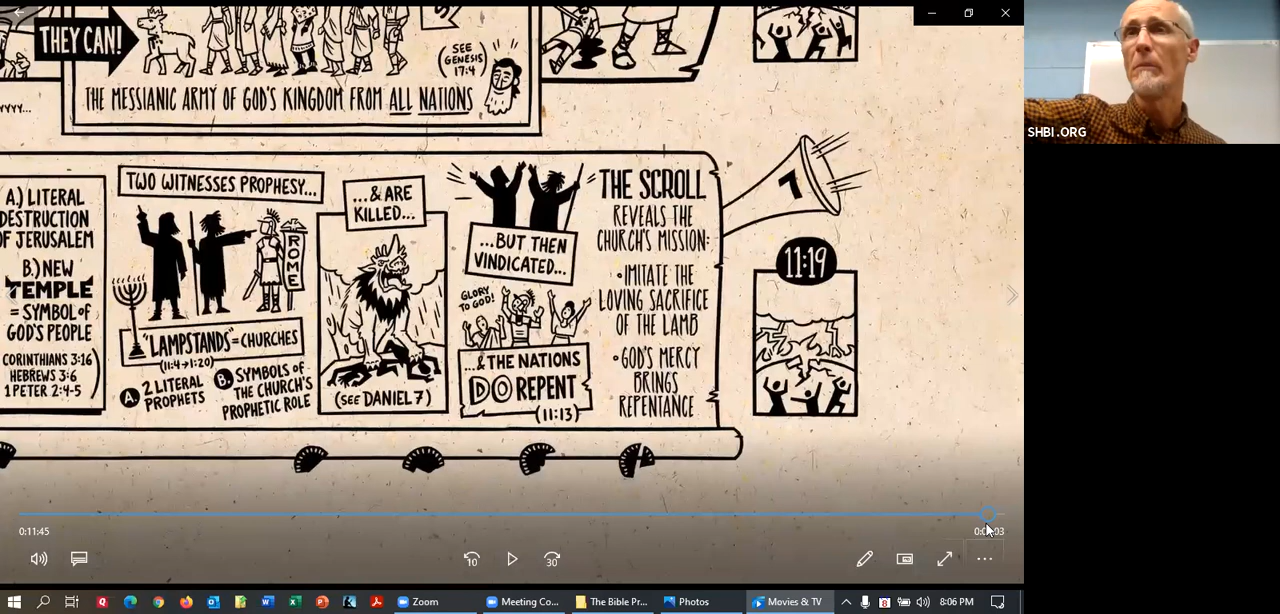 THEY CAN!
(SEE
GENESIS
17:4)
THE MESSIANIC ARMY OF GOD'S KINGDOM FROM ALL NATIONS
A.) LITERAL
DESTRUCTION
OF JERUSALEM
B.) NEW
TEMPLE
= SYMBOL OF
GOD'S PEOPLE
CORINTHIANS 3:16
HEBREWS 3:6
1 PETER 2:4-5
TWO WITNESSES PROPHESY...
ROME
"LAMPSTANDS" = CHURCHES
(11:4→1:20)
A. 2 LITERAL
PROPHETS
B. SYMBOLS OF
THE CHURCH'S
PROPHETIC ROLE
...& ARE
KILLED...
(SEE DANIEL 7)
...BUT THEN
VINDICATED...
GLORY
TO GOD!
...& THE NATIONS
DO REPENT
(11:13)
THE SCROLL
REVEALS THE
CHURCH'S MISSION:
• IMITATE THE
LOVING SACRIFICE
OF THE LAMB
• GOD'S MERCY
BRINGS
REPENTANCE
7
11:19
SHBI.ORG
0:11:45
10
30
Zoom
Meeting Co...
The Bible Pr...
Photos
Movies & TV
8:06 PM